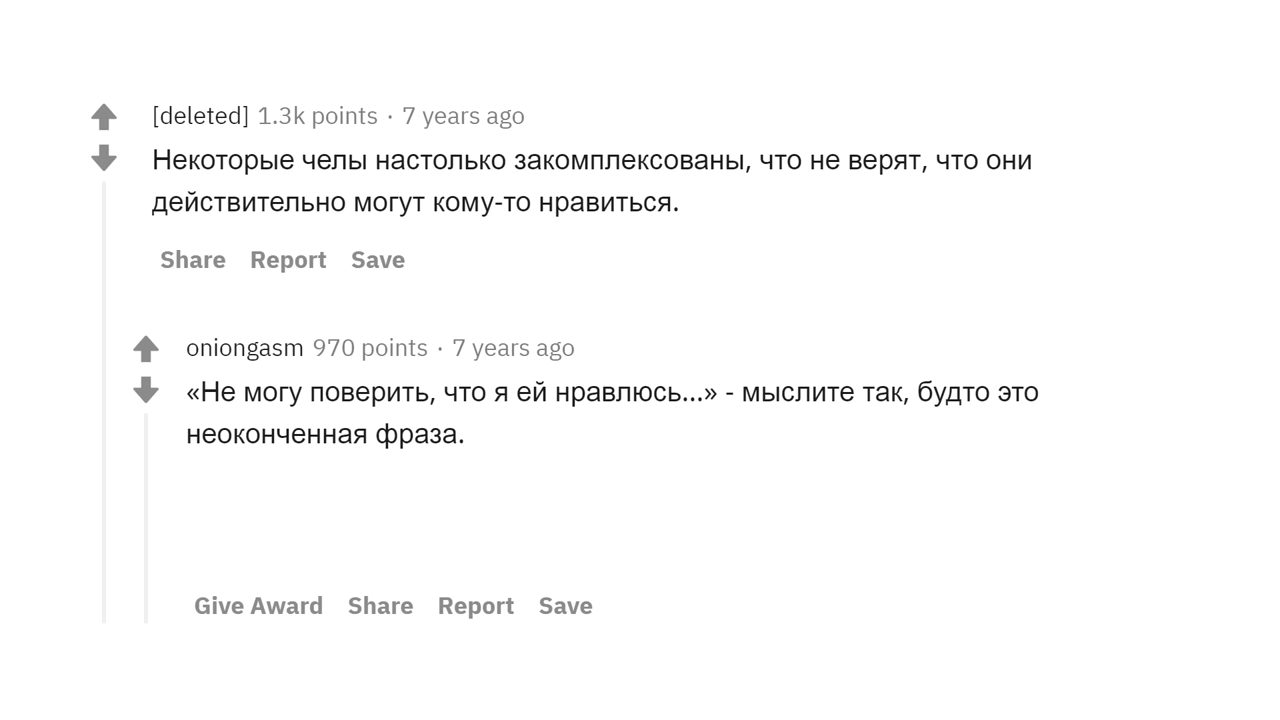 [deleted] 1.3k points · 7 years ago
Некоторые челы настолько закомплексованы, что не верят, что они
действительно могут кому-то нравиться.
Share Report Save
oniongasm 970 points · 7 years ago
«Не могу поверить, что я ей нравлюсь...» - мыслите так, будто это
неоконченная фраза.
Give Award Share Report Save